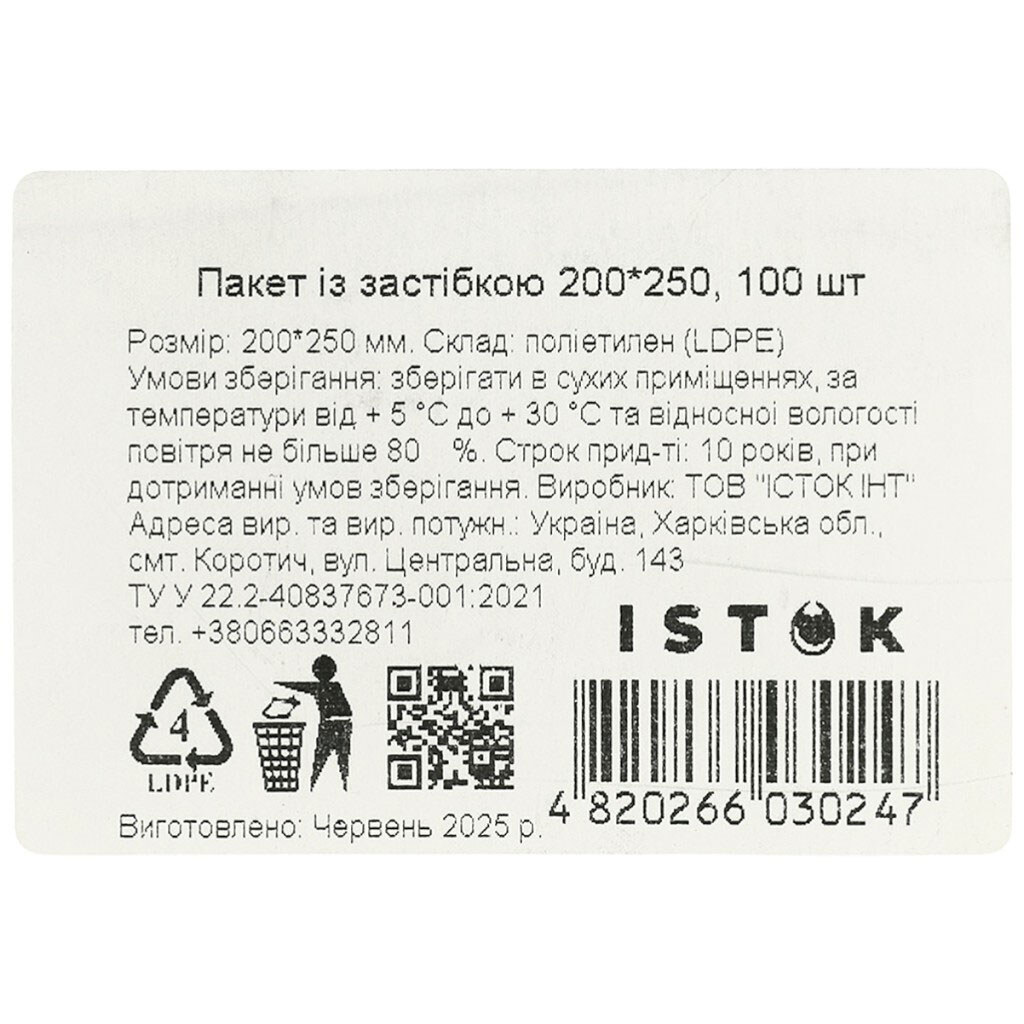 Пакет із застібкою 200*250, 100 шт
Розмір: 200*250 мм. Склад: поліетилен (LDPE)
Умови зберігання: зберігати в сухих приміщеннях, за
температури від + 5 °C до + 30 °C та відносної вологості
повітря не більше 80 %. Строк прид-ті: 10 років, при
дотриманні умов зберігання. Виробник: ТОВ "ІСТОК ІНТ"
Адреса вир. та вир. потужн.: Україна, Харківська обл.,
смт. Коротич, вул. Центральна, буд. 143
ТУ У 22.2-40837673-001:2021
тел. +380663332811
ISTOK
4
LDPE
4 820266 030247
Виготовлено: Червень 2025 р.